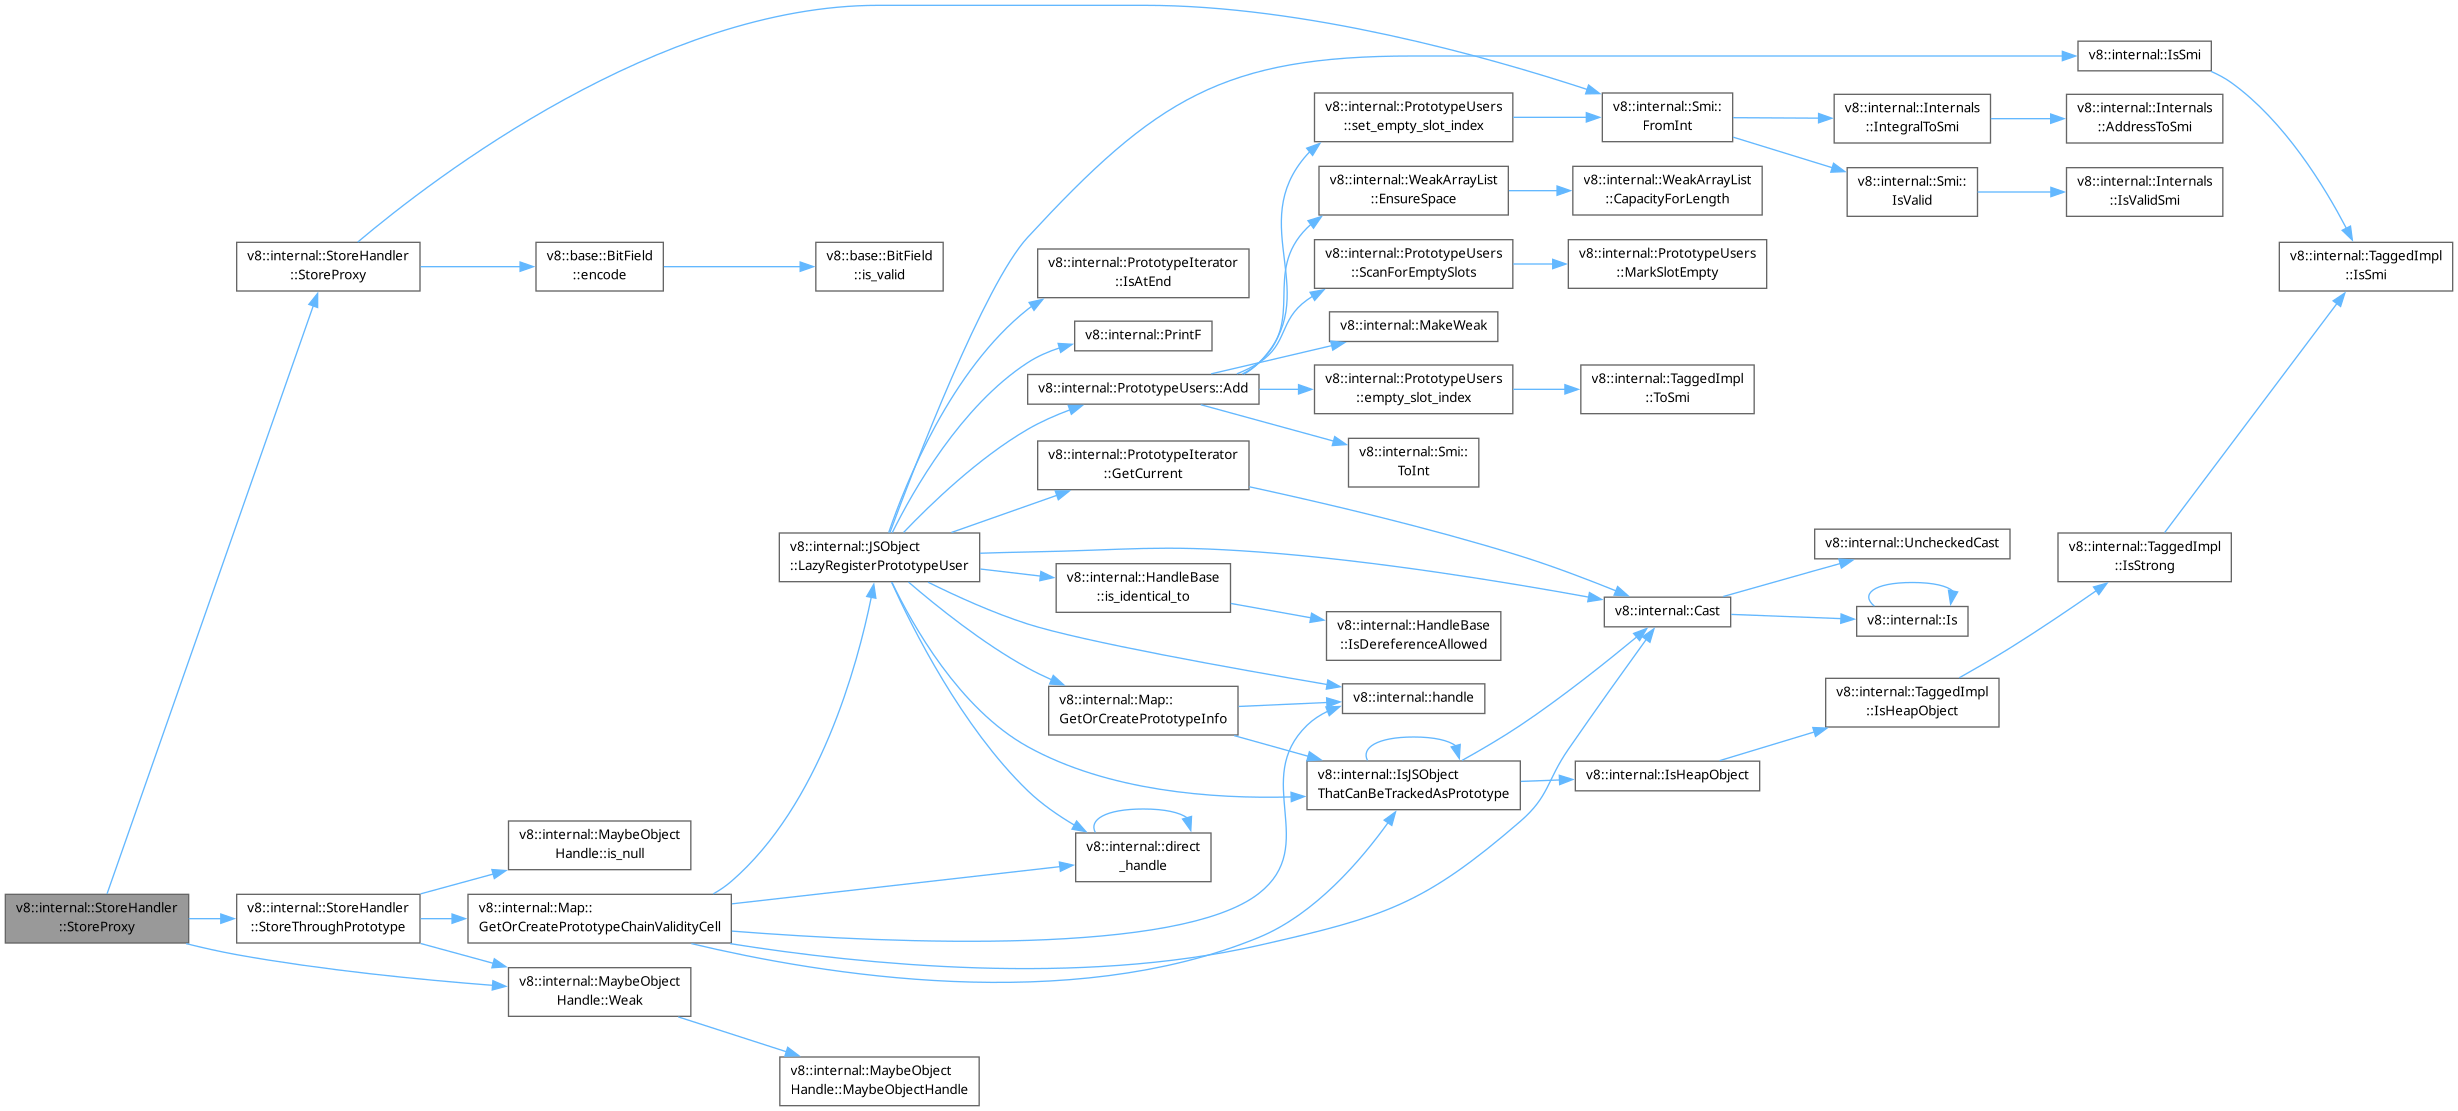 v8::internal::StoreHandler
::StoreProxy
v8::internal::StoreHandler
::StoreProxy
v8::base::BitField
::encode
v8::base::BitField
::is_valid
v8::internal::Smi::
FromInt
v8::internal::Internals
::IntegralToSmi
v8::internal::Internals
::AddressToSmi
v8::internal::Smi::
IsValid
v8::internal::Internals
::IsValidSmi
v8::internal::StoreHandler
::StoreThroughPrototype
v8::internal::MaybeObject
Handle::is_null
v8::internal::Map::
GetOrCreatePrototypeChainValidityCell
v8::internal::MaybeObject
Handle::Weak
v8::internal::MaybeObject
Handle::MaybeObjectHandle
v8::internal::JSObject
::LazyRegisterPrototypeUser
v8::internal::IsSmi
v8::internal::TaggedImpl
::IsSmi
v8::internal::PrototypeIterator
::IsAtEnd
v8::internal::PrintF
v8::internal::PrototypeUsers::Add
v8::internal::PrototypeUsers
::set_empty_slot_index
v8::internal::WeakArrayList
::EnsureSpace
v8::internal::WeakArrayList
::CapacityForLength
v8::internal::PrototypeUsers
::ScanForEmptySlots
v8::internal::PrototypeUsers
::MarkSlotEmpty
v8::internal::MakeWeak
v8::internal::PrototypeUsers
::empty_slot_index
v8::internal::TaggedImpl
::ToSmi
v8::internal::Smi::
ToInt
v8::internal::PrototypeIterator
::GetCurrent
v8::internal::HandleBase
::is_identical_to
v8::internal::HandleBase
::IsDereferenceAllowed
v8::internal::Map::
GetOrCreatePrototypeInfo
v8::internal::handle
v8::internal::IsJSObject
ThatCanBeTrackedAsPrototype
v8::internal::direct
_handle
v8::internal::Cast
v8::internal::UncheckedCast
v8::internal::Is
v8::internal::IsHeapObject
v8::internal::TaggedImpl
::IsHeapObject
v8::internal::TaggedImpl
::IsStrong